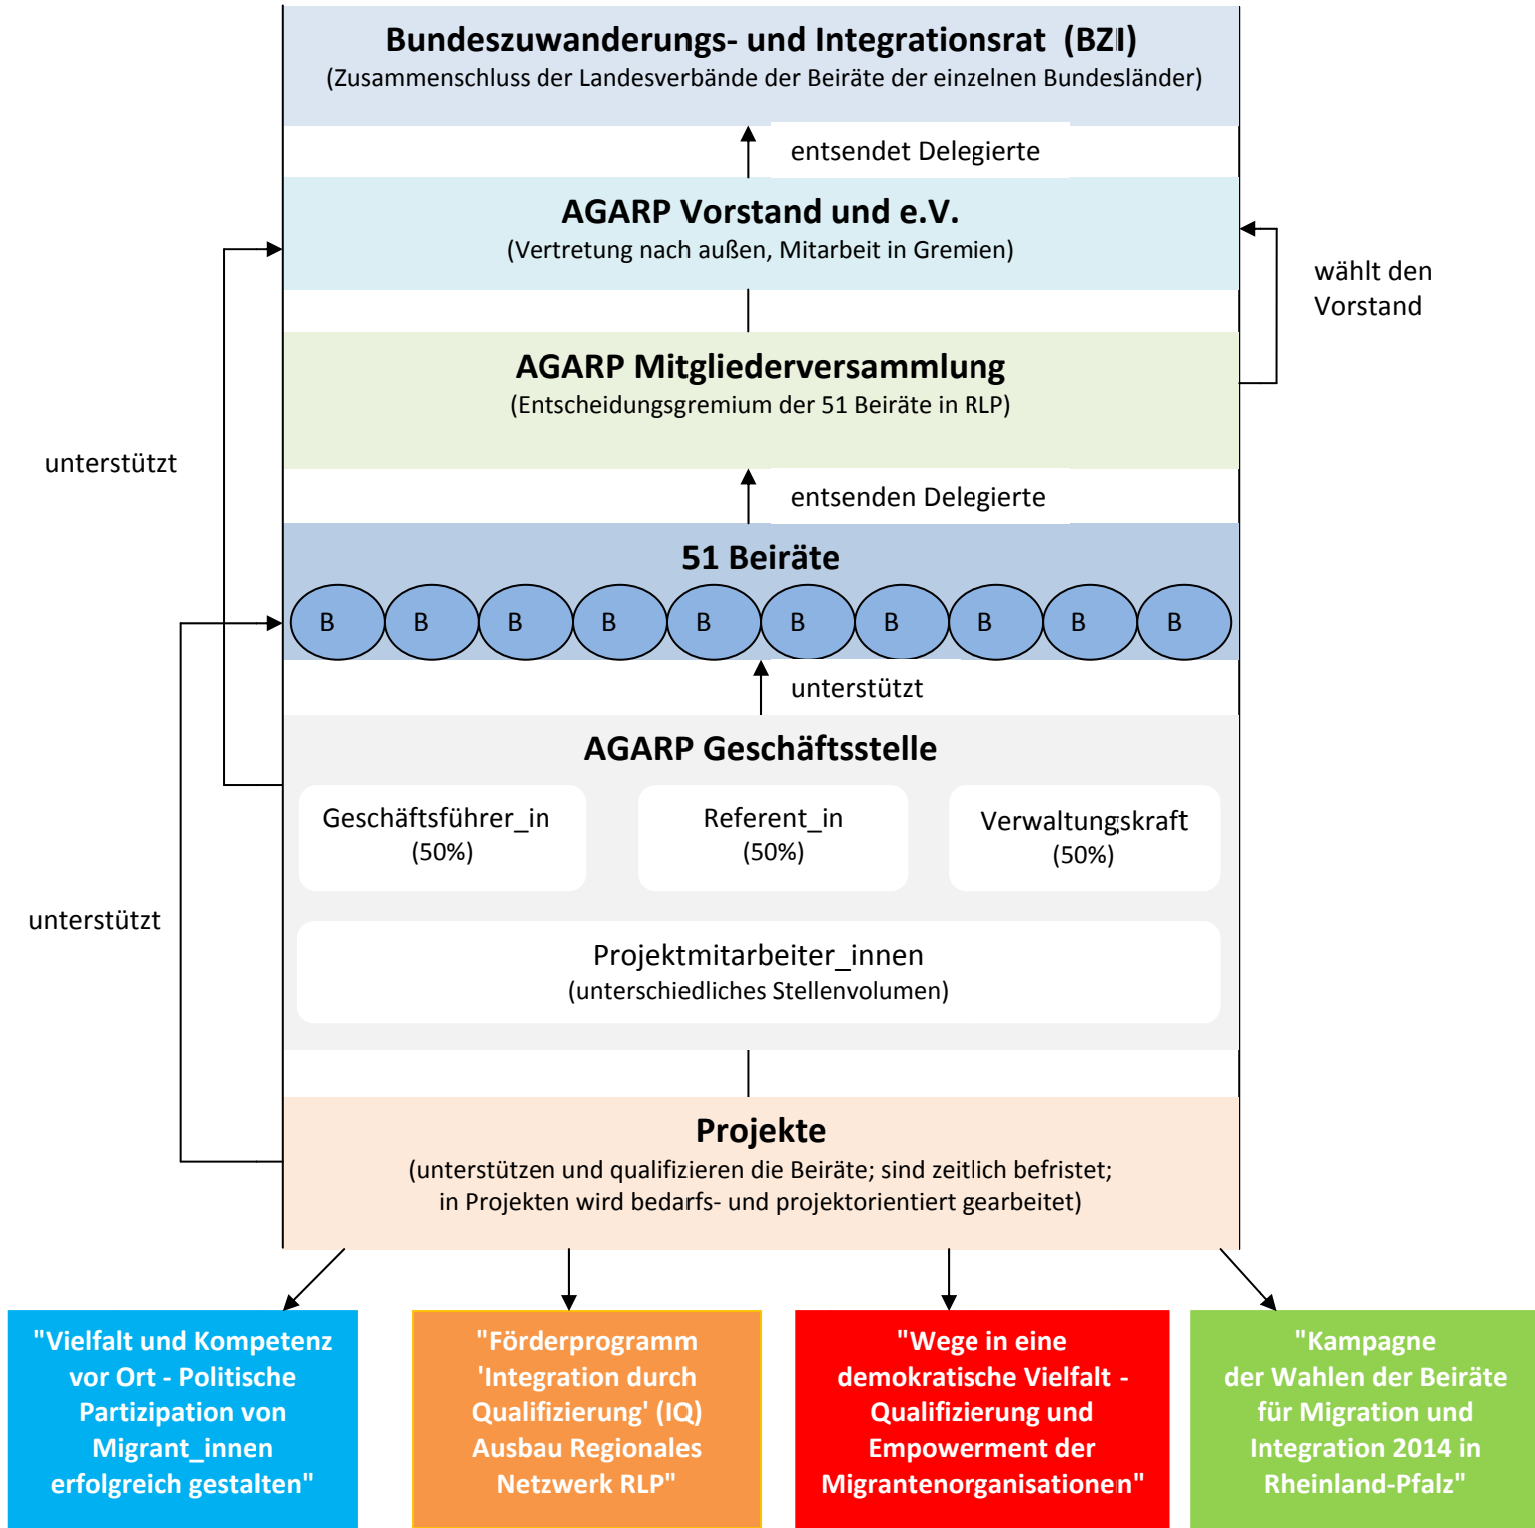 Bundeszuwanderungs- und Integrationsrat (BZI)
(Zusammenschluss der Landesverbände der Beiräte der einzelnen Bundesländer)
entsendet Delegierte
AGARP Vorstand und e.V.
(Vertretung nach außen, Mitarbeit in Gremien)
wählt den
Vorstand
AGARP Mitgliederversammlung
(Entscheidungsgremium der 51 Beiräte in RLP)
unterstützt
entsenden Delegierte
51 Beiräte
B B B B B B B B B B
unterstützt
AGARP Geschäftsstelle
Geschäftsführer_in
(50%)
Referent_in
(50%)
Verwaltungskraft
(50%)
unterstützt
Projektmitarbeiter_innen
(unterschiedliches Stellenvolumen)
Projekte
(unterstützen und qualifizieren die Beiräte; sind zeitlich befristet;
in Projekten wird bedarfs- und projektorientiert gearbeitet)
"Vielfalt und Kompetenz
vor Ort - Politische
Partizipation von
Migrant_innen
erfolgreich gestalten"
"Förderprogramm
'Integration durch
Qualifizierung' (IQ)
Ausbau Regionales
Netzwerk RLP"
"Wege in eine
demokratische Vielfalt -
Qualifizierung und
Empowerment der
Migrantenorganisationen"
"Kampagne
der Wahlen der Beiräte
für Migration und
Integration 2014 in
Rheinland-Pfalz"